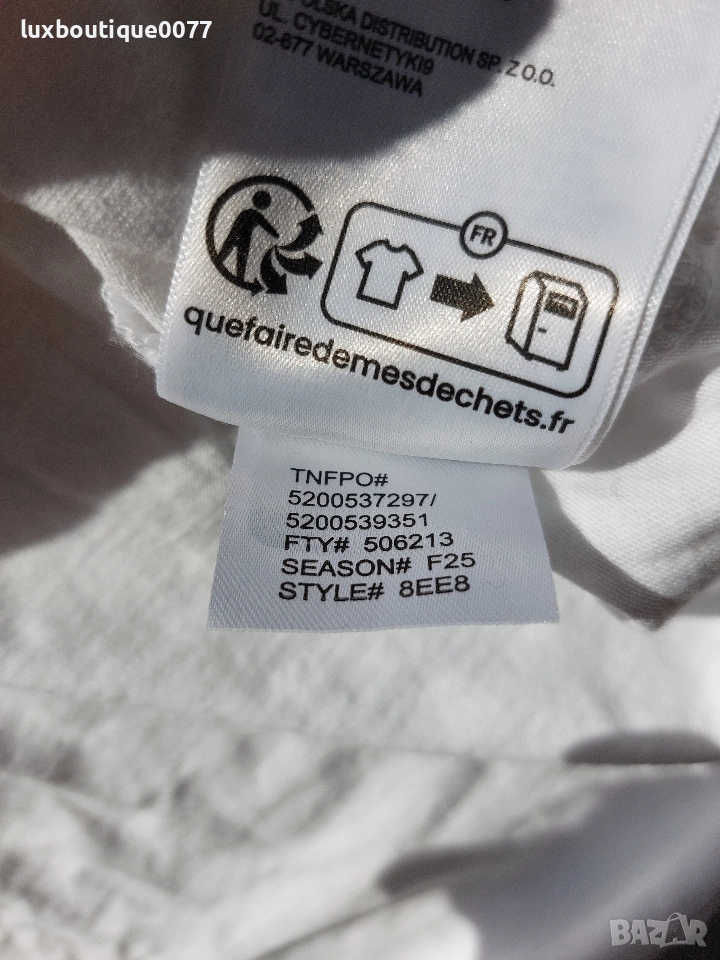 luxboutique0077
POLSKA DISTRIBUTION SP. Z O.O.
UL. CYBERNETYKI9
02-677 WARSZAWA
FR
quefairedemesdechets.fr
TNFPO#
5200537297/
5200539351
FTY# 506213
SEASON# F25
STYLE# 8EE8
BAZAR